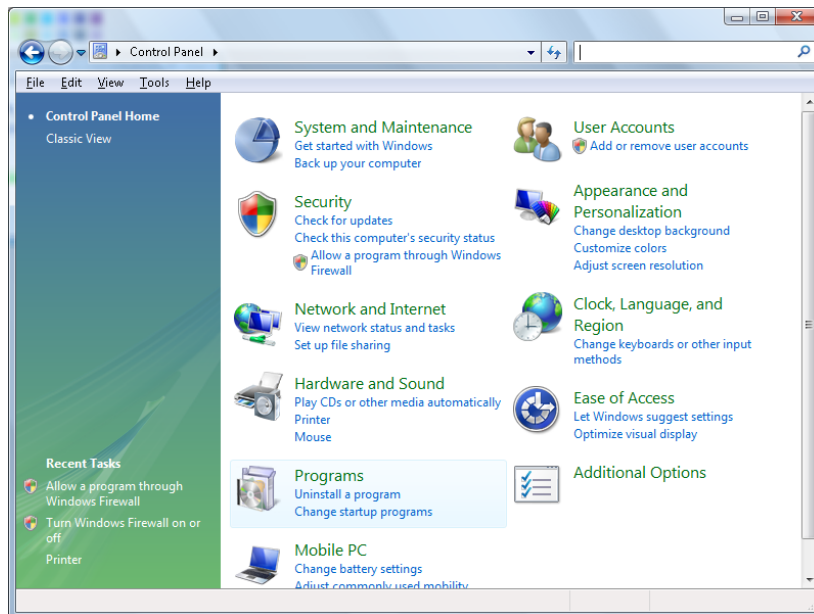 Control Panel
File Edit View Tools Help
Control Panel Home
Classic View
Recent Tasks
Allow a program through
Windows Firewall
Turn Windows Firewall on or
off
Printer
System and Maintenance
Get started with Windows
Back up your computer
Security
Check for updates
Check this computer's security status
Allow a program through Windows
Firewall
Network and Internet
View network status and tasks
Set up file sharing
Hardware and Sound
Play CDs or other media automatically
Printer
Mouse
Programs
Uninstall a program
Change startup programs
Mobile PC
Change battery settings
Adjust commonly used mobility
User Accounts
Add or remove user accounts
Appearance and
Personalization
Change desktop background
Customize colors
Adjust screen resolution
Clock, Language, and
Region
Change keyboards or other input
methods
Ease of Access
Let Windows suggest settings
Optimize visual display
Additional Options